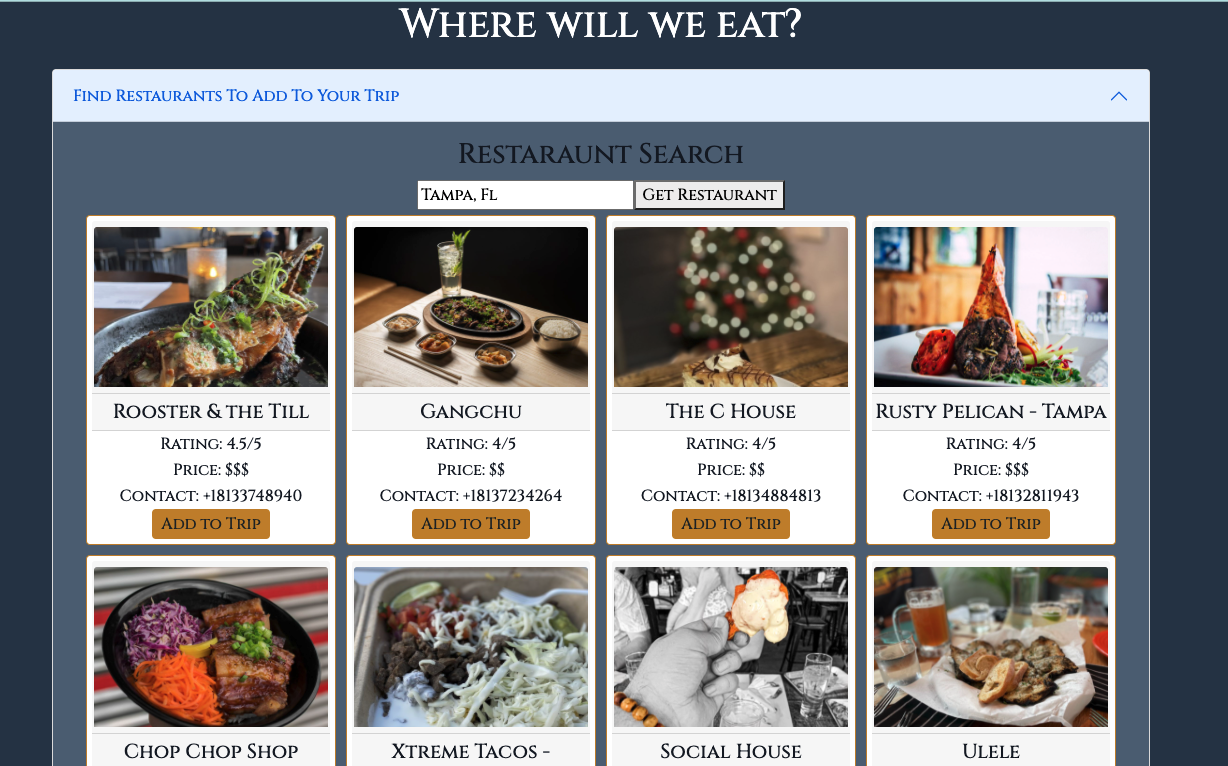 Where will we eat?
Find Restaurants To Add To Your Trip
Restaraunt Search
Tampa, Fl Get Restaurant
Rooster & the Till
Rating: 4.5/5
Price: $$$
Contact: +18133748940
Add to Trip
Gangchu
Rating: 4/5
Price: $$
Contact: +18137234264
Add to Trip
The C House
Rating: 4/5
Price: $$
Contact: +18134884813
Add to Trip
Rusty Pelican - Tampa
Rating: 4/5
Price: $$$
Contact: +18132811943
Add to Trip
Chop Chop Shop
Xtreme Tacos -
Social House
Ulele